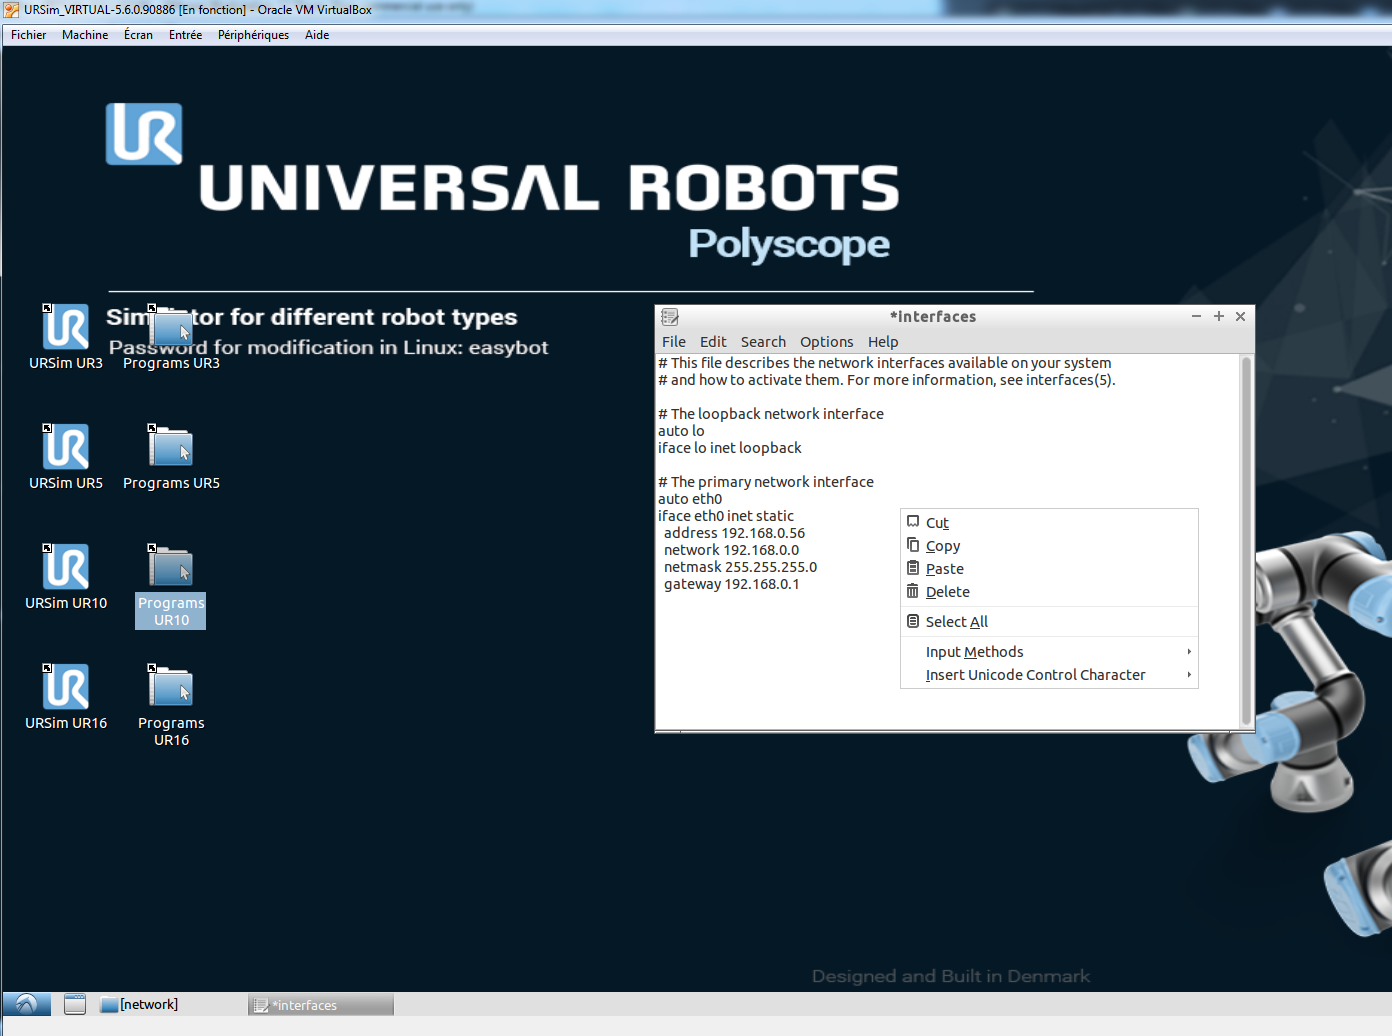 URSim_VIRTUAL-5.6.0.90886 [En fonction] - Oracle VM VirtualBox
Fichier Machine Écran Entrée Périphériques Aide
UR
UNIVERSAL ROBOTS
Polyscope
for different robot types
Password for modification in Linux: easybot
URSim UR3
Programs UR3
URSim UR5
Programs UR5
URSim UR10
Programs
UR10
URSim UR16
Programs
UR16
*interfaces
File Edit Search Options Help
# This file describes the network interfaces available on your system
# and how to activate them. For more information, see interfaces(5).
# The loopback network interface
auto lo
iface lo inet loopback
# The primary network interface
auto eth0
iface eth0 inet static
address 192.168.0.56
network 192.168.0.0
netmask 255.255.255.0
gateway 192.168.0.1
Cut
Copy
Paste
Delete
Select All
Input Methods
Insert Unicode Control Character
Designed and Built in Denmark
[network]
*interfaces